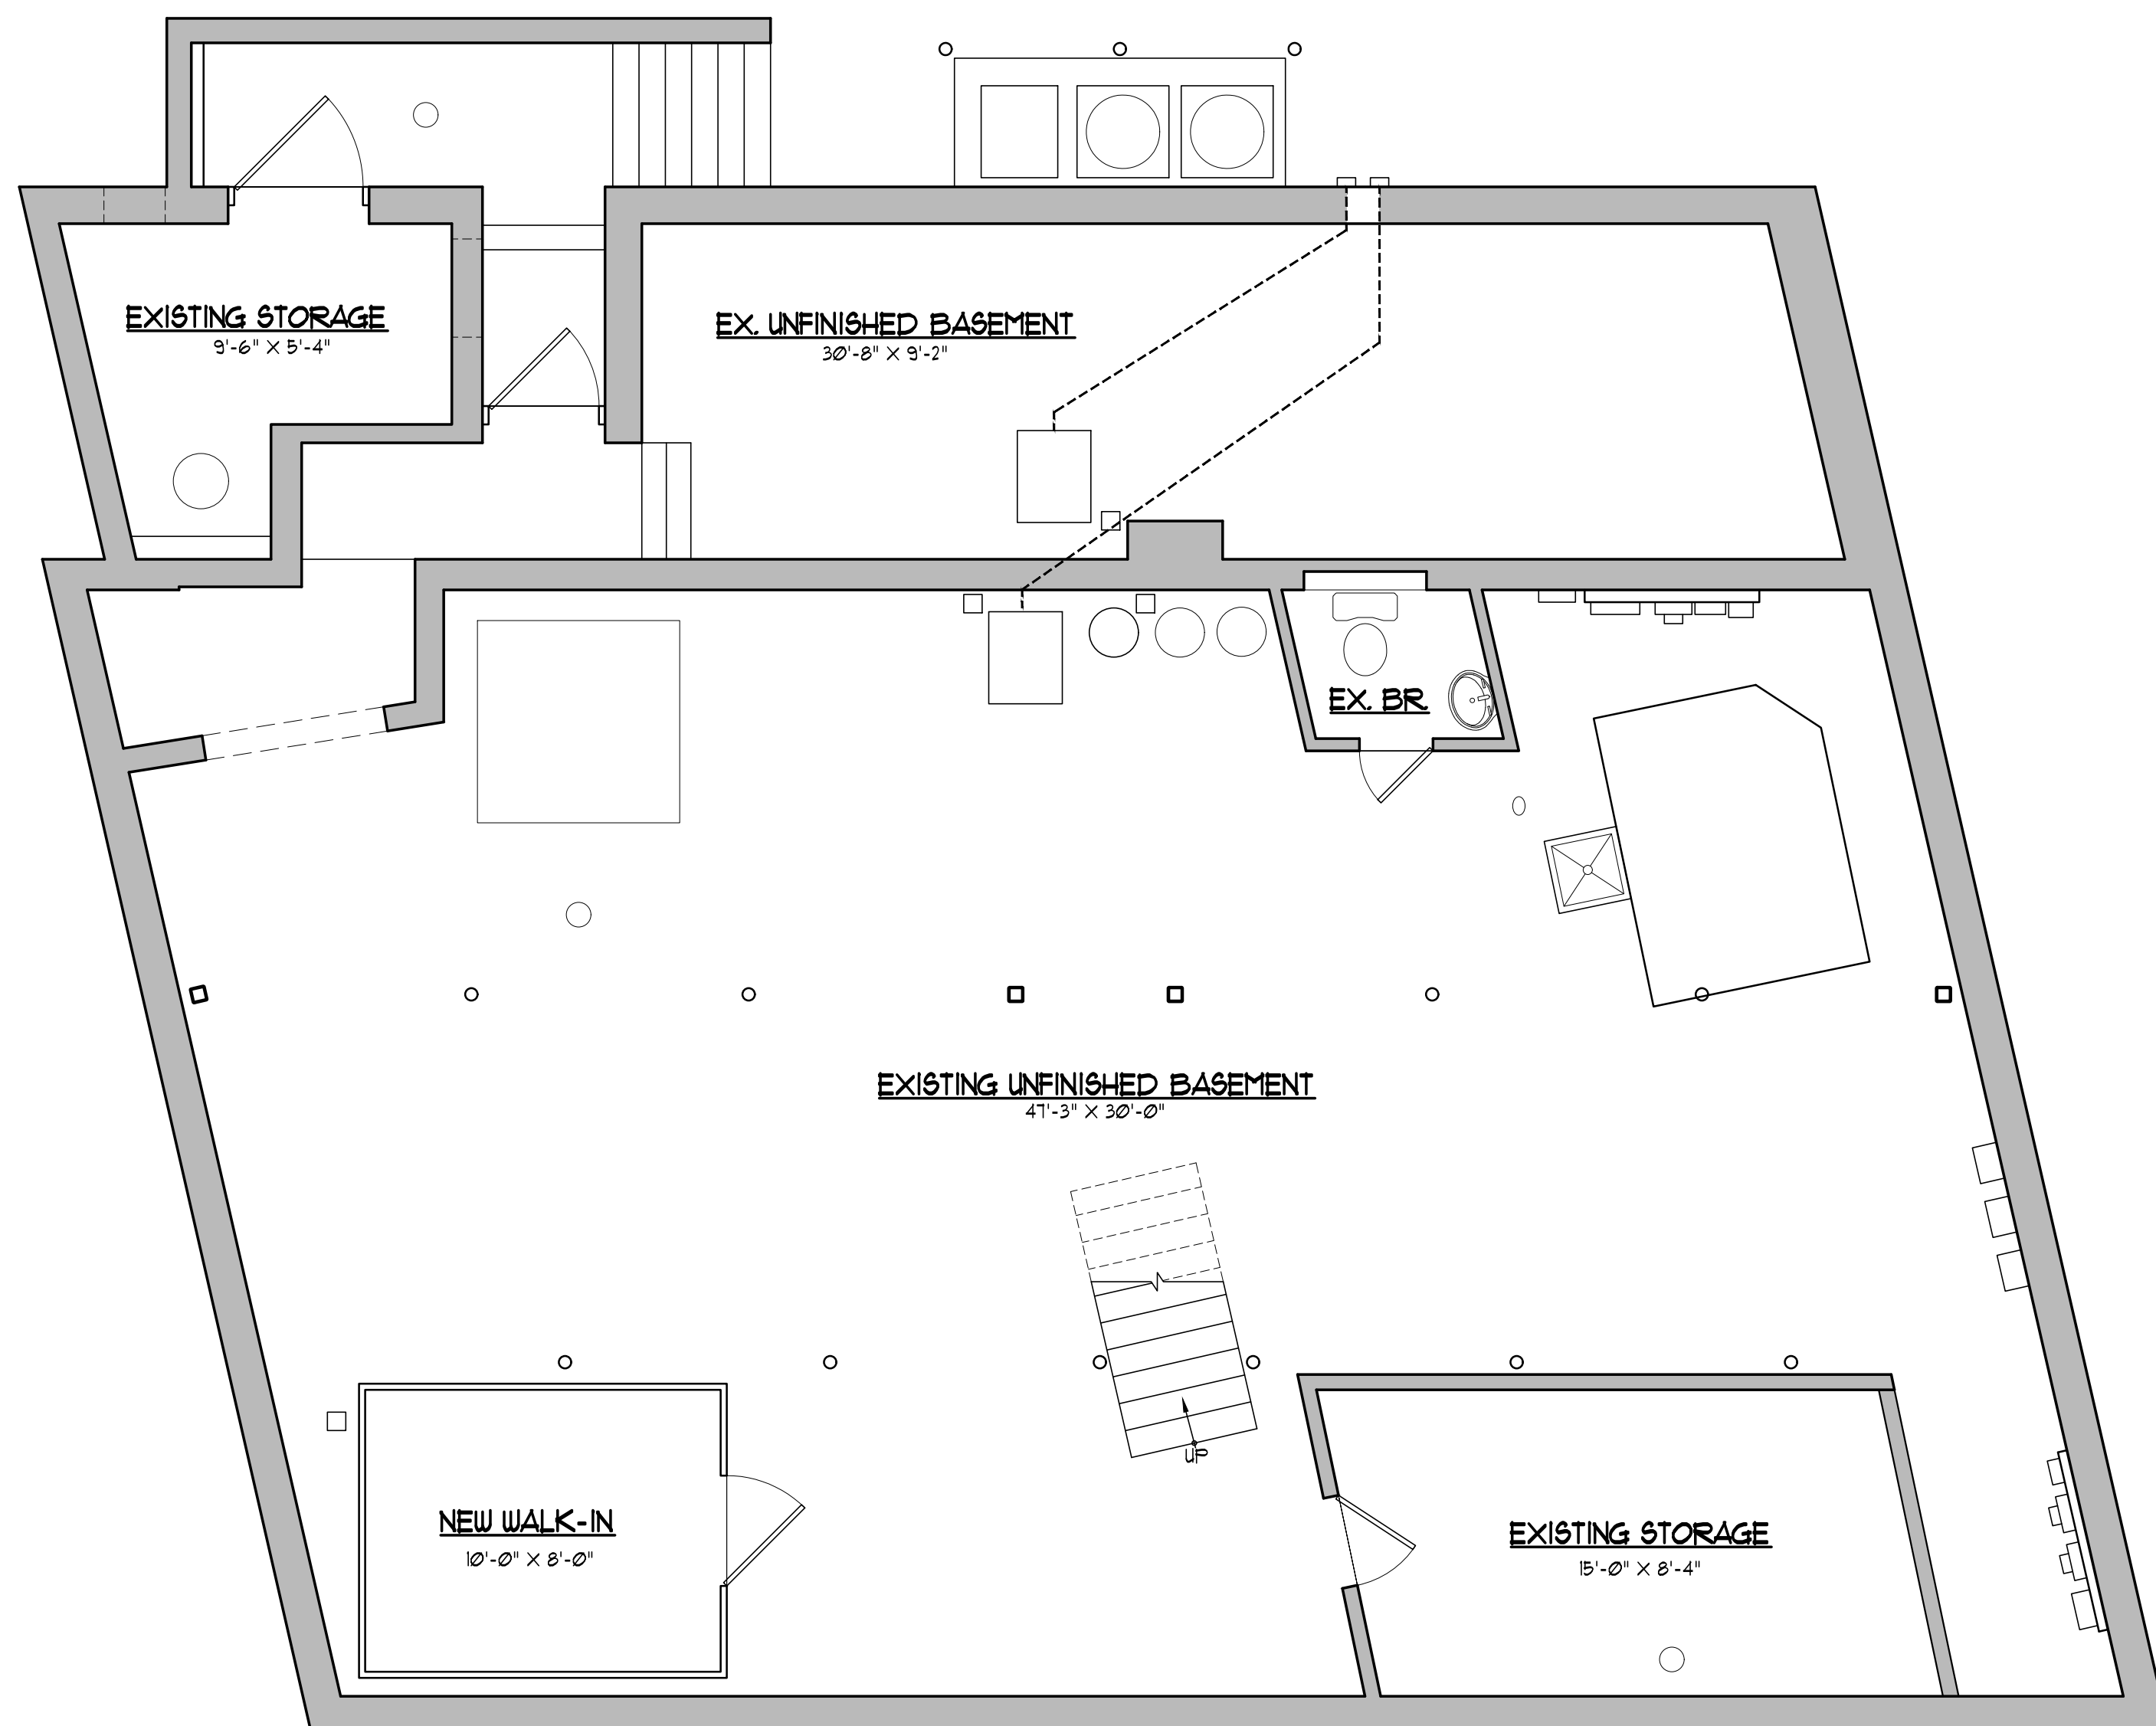 EXISTING STORAGE
9'-6" X 5'-4"
EX. UNFINISHED BASEMENT
30'-8" X 9'-2"
EX. BR.
EXISTING UNFINISHED BASEMENT
47'-3" X 30'-0"
UP
NEW WALK-IN
10'-0" X 8'-0"
EXISTING STORAGE
15'-0" X 8'-4"